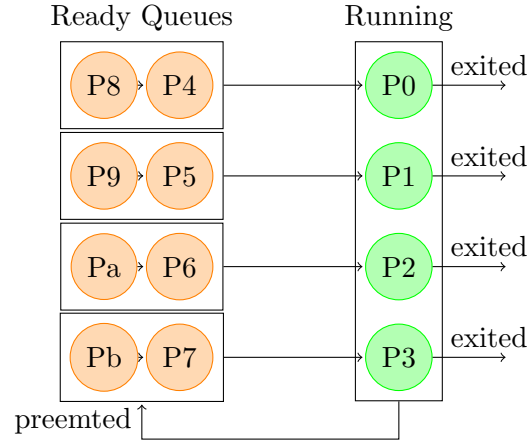 Ready Queues Running
P8 P4 P0 exited
P9 P5 P1 exited
Pa P6 P2 exited
Pb P7 P3 exited
preemted